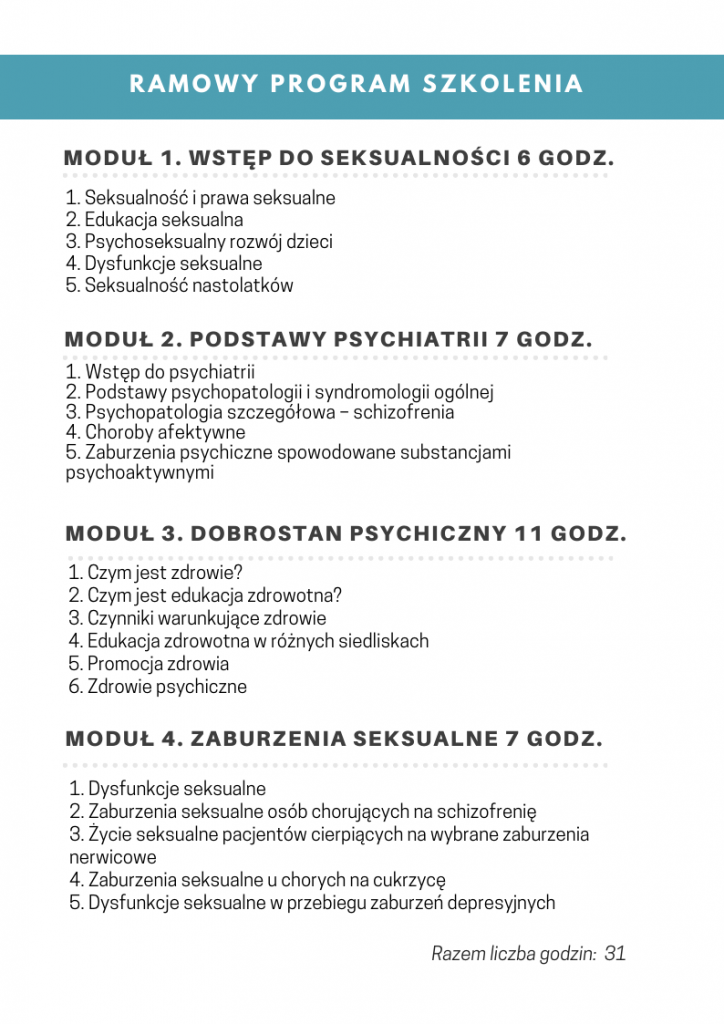 RAMOWY PROGRAM SZKOLENIA
MODUŁ 1. WSTĘP DO SEKSUALNOŚCI 6 GODZ.
1. Seksualność i prawa seksualne
2. Edukacja seksualna
3. Psychoseksualny rozwój dzieci
4. Dysfunkcje seksualne
5. Seksualność nastolatków
MODUŁ 2. PODSTAWY PSYCHIATRII 7 GODZ.
1. Wstęp do psychiatrii
2. Podstawy psychopatologii i syndromologii ogólnej
3. Psychopatologia szczegółowa – schizofrenia
4. Choroby afektywne
5. Zaburzenia psychiczne spowodowane substancjami
psychoaktywnymi
MODUŁ 3. DOBROSTAN PSYCHICZNY 11 GODZ.
1. Czym jest zdrowie?
2. Czym jest edukacja zdrowotna?
3. Czynniki warunkujące zdrowie
4. Edukacja zdrowotna w różnych siedliskach
5. Promocja zdrowia
6. Zdrowie psychiczne
MODUŁ 4. ZABURZENIA SEKSUALNE 7 GODZ.
1. Dysfunkcje seksualne
2. Zaburzenia seksualne osób chorujących na schizofrenię
3. Życie seksualne pacjentów cierpiących na wybrane zaburzenia
nerwicowe
4. Zaburzenia seksualne u chorych na cukrzycę
5. Dysfunkcje seksualne w przebiegu zaburzeń depresyjnych
Razem liczba godzin: 31